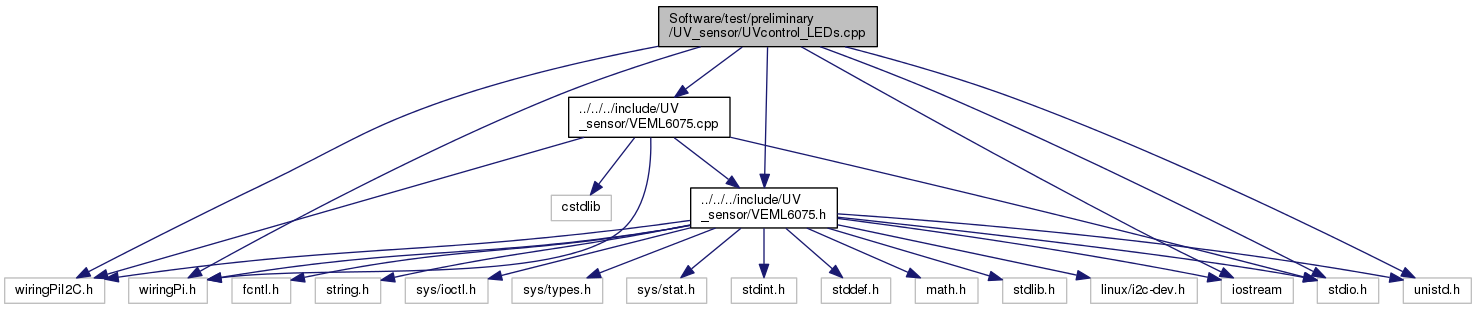 Software/test/preliminary
/UV_sensor/UVcontrol_LEDs.cpp
../../../include/UV
_sensor/VEML6075.cpp
cstdlib
../../../include/UV
_sensor/VEML6075.h
wiringPiI2C.h
wiringPi.h
fcntl.h
string.h
sys/ioctl.h
sys/types.h
sys/stat.h
stdint.h
stddef.h
math.h
stdlib.h
linux/i2c-dev.h
iostream
stdio.h
unistd.h